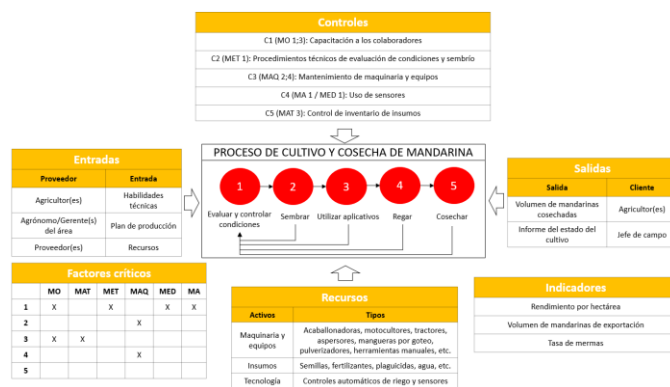 Controles
C1 (MO 1;3): Capacitación a los colaboradores
C2 (MET 1): Procedimientos técnicos de evaluación de condiciones y sembrío
C3 (MAQ 2;4): Mantenimiento de maquinaria y equipos
C4 (MA 1 / MED 1): Uso de sensores
C5 (MAT 3): Control de inventario de insumos
Entradas
Proveedor Entrada
Agricultor(es) Habilidades
técnicas
Agrónomo/Gerente(s)
del área Plan de producción
Proveedor(es) Recursos
PROCESO DE CULTIVO Y COSECHA DE MANDARINA
1 2 3 4 5
Evaluar y controlar
condiciones
Sembrar
Utilizar aplicativos
Regar
Cosechar
Salidas
Salida Cliente
Volumen de mandarinas
cosechadas Agricultor(es)
Informe del estado del
cultivo Jefe de campo
Factores críticos
MO MAT MET MAQ MED MA
1 X X X X
2 X
3 X X
4 X
5
Recursos
Activos Tipos
Maquinaria y
equipos
Acaballonadoras, motocultores, tractores,
aspersores, mangueras por goteo,
pulverizadores, herramientas manuales, etc.
Insumos Semillas, fertilizantes, plaguicidas, agua, etc.
Tecnología Controles automáticos de riego y sensores
Indicadores
Rendimiento por hectárea
Volumen de mandarinas de exportación
Tasa de mermas